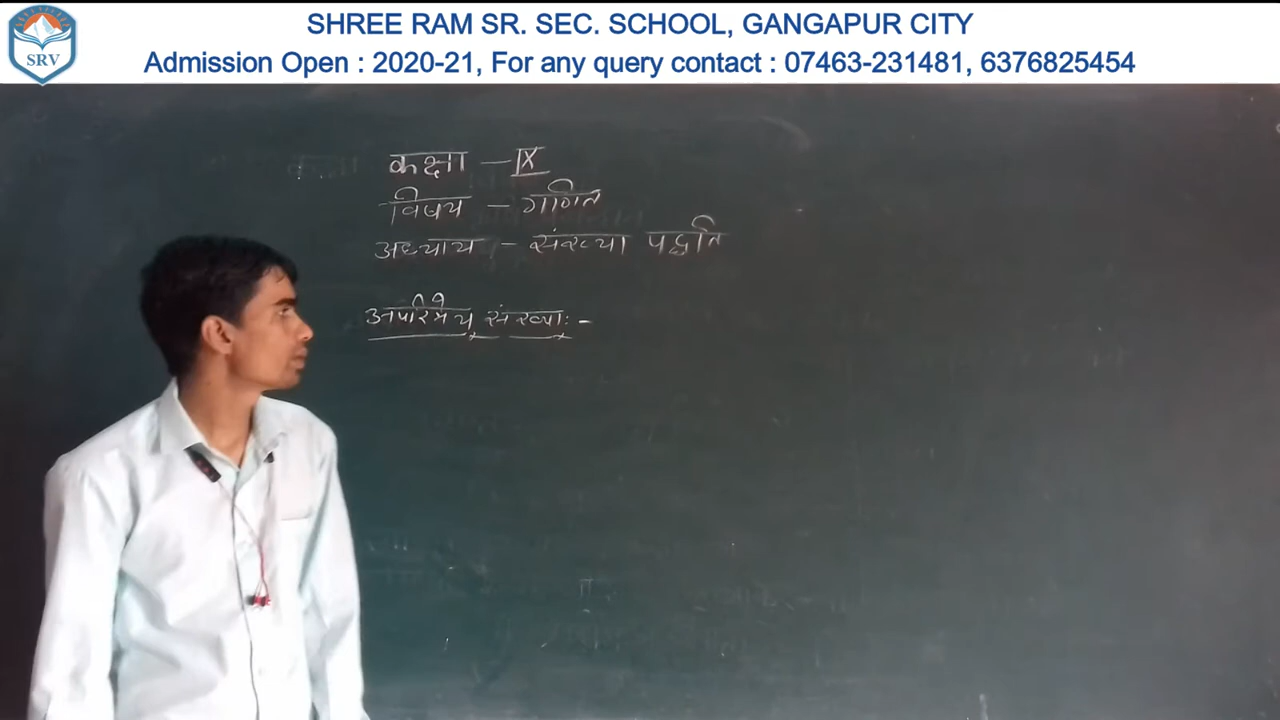 SHREE RAM SR. SEC. SCHOOL, GANGAPUR CITY
SRV
Admission Open : 2020-21, For any query contact : 07463-231481, 6376825454
कक्षा - IX
विषय - गणित
अध्याय - संख्या पद्धति
अपरिमेय संख्या: -